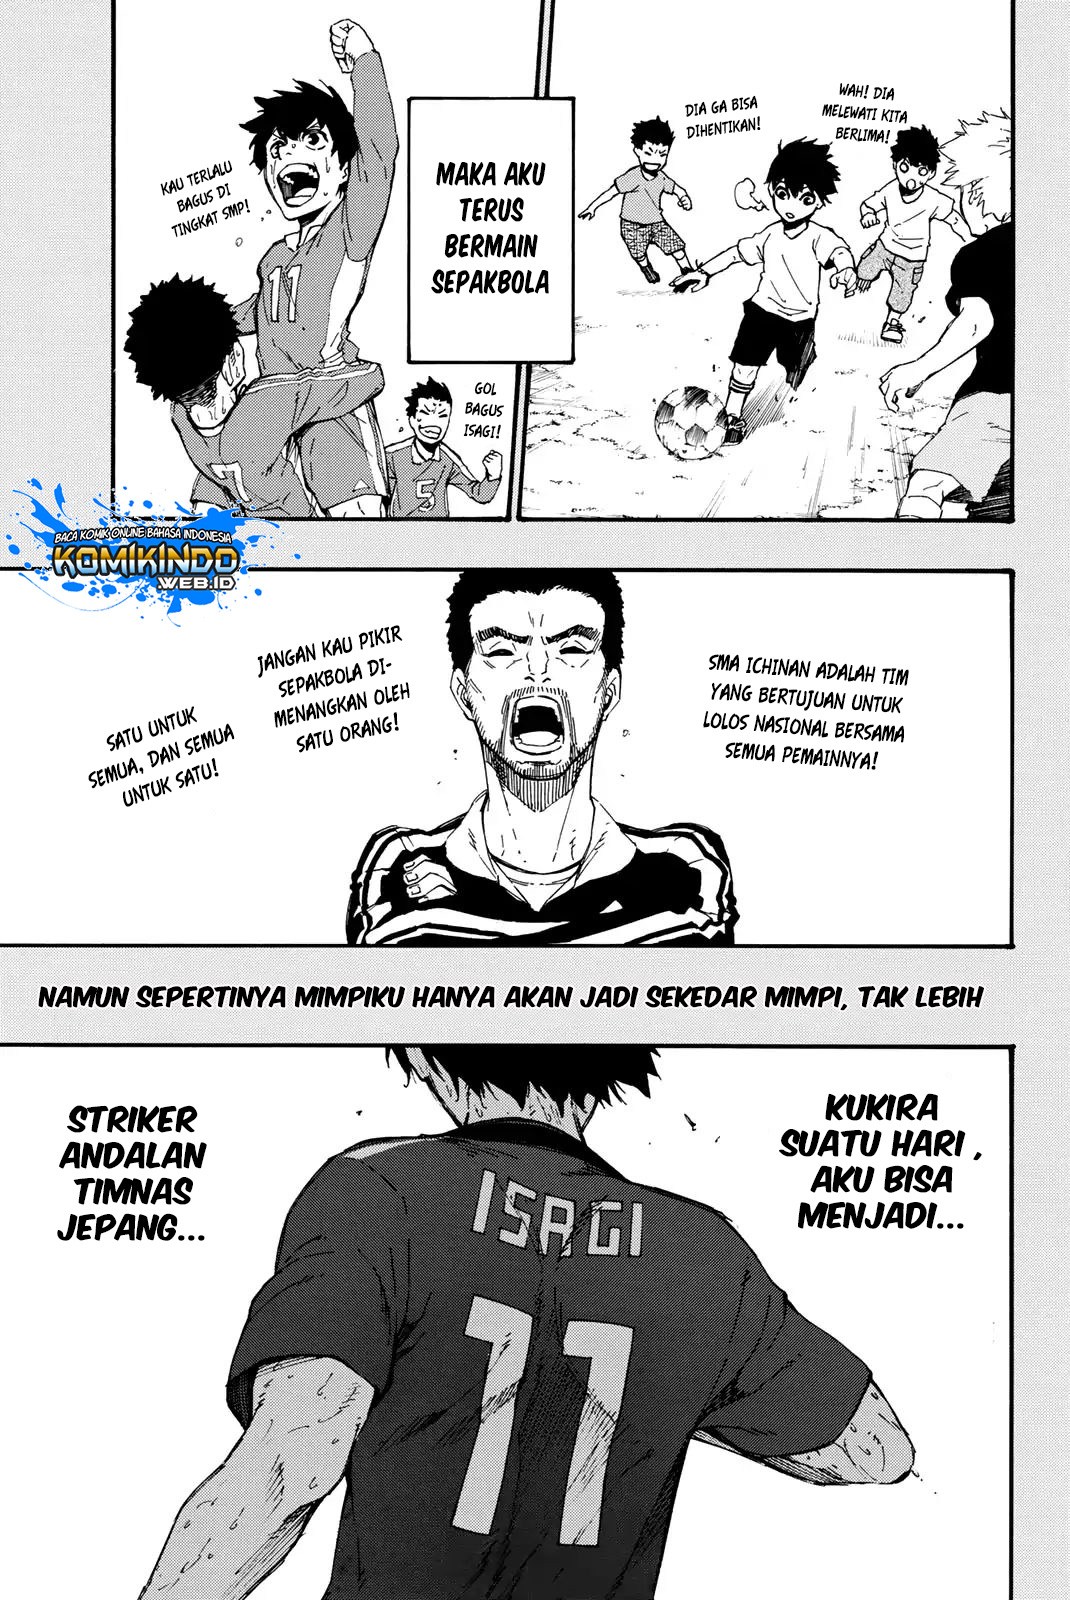 WAH! DIA
MELEWATI KITA
BERLIMA!
DIA GA BISA
DIHENTIKAN!
MAKA AKU
TERUS
BERMAIN
SEPAKBOLA
KAU TERLALU
BAGUS DI
TINGKAT SMP!
11
7
GOL
BAGUS
ISAGI!
5
BACA KOMIK ONLINE BAHASA INDONESIA
KOMIKINDO
.WEB.ID
SMA ICHINAN ADALAH TIM
YANG BERTUJUAN UNTUK
LOLOS NASIONAL BERSAMA
SEMUA PEMAINNYA!
JANGAN KAU PIKIR
SEPAKBOLA DI-
MENANGKAN OLEH
SATU ORANG!
SATU UNTUK
SEMUA, DAN SEMUA
UNTUK SATU!
NAMUN SEPERTINYA MIMPIKU HANYA AKAN JADI SEKEDAR MIMPI, TAK LEBIH
KUKIRA
SUATU HARI ,
AKU BISA
MENJADI...
STRIKER
ANDALAN
TIMNAS
JEPANG...
ISAGI
11